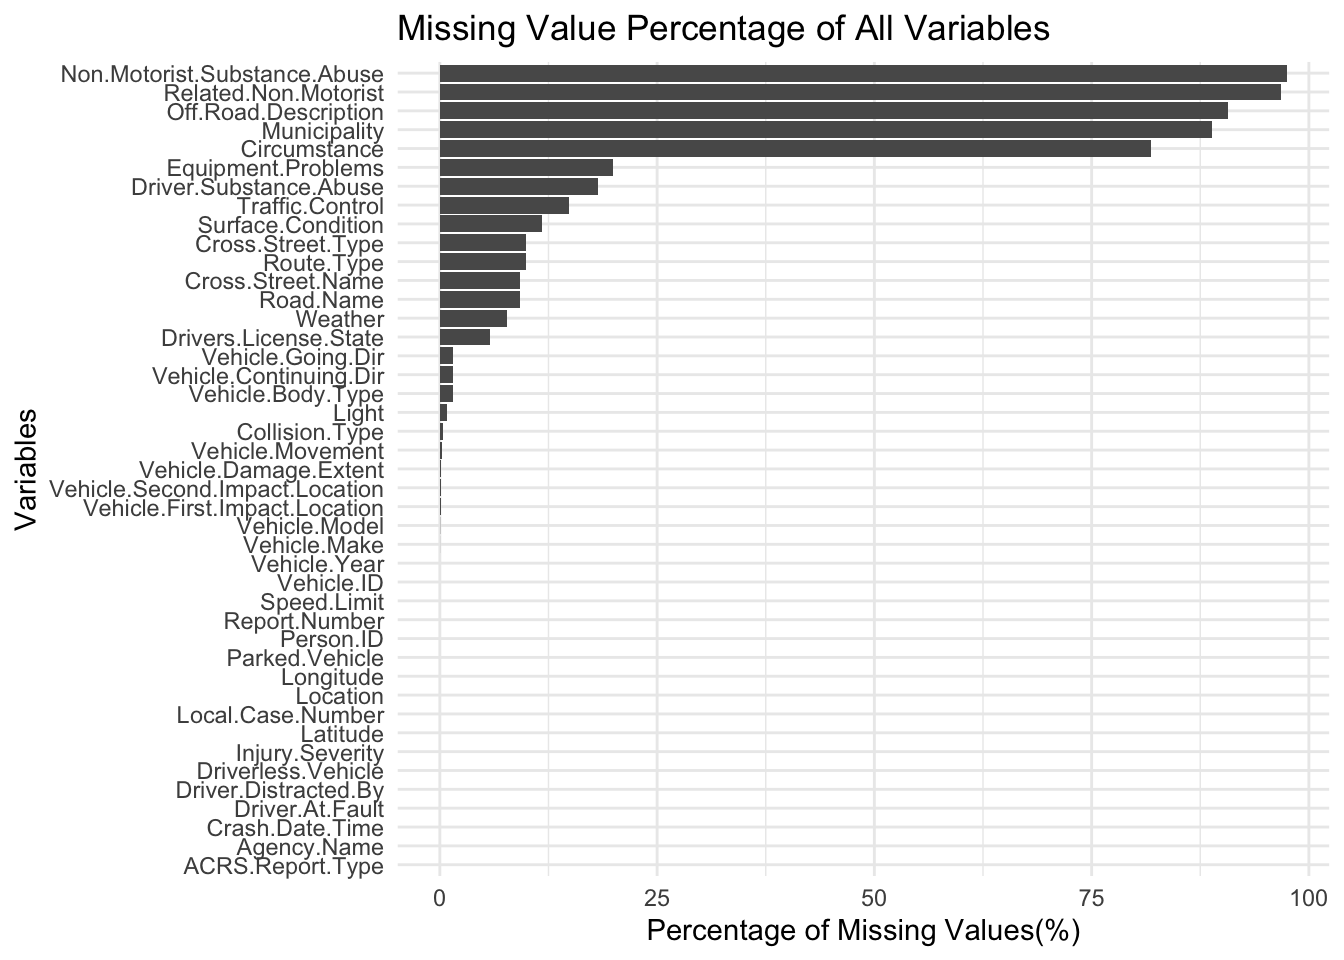 Missing Value Percentage of All Variables
Non.Motorist.Substance.Abuse
Related.Non.Motorist
Off.Road.Description
Municipality
Circumstance
Equipment.Problems
Driver.Substance.Abuse
Traffic.Control
Surface.Condition
Cross.Street.Type
Route.Type
Cross.Street.Name
Road.Name
Weather
Drivers.License.State
Vehicle.Going.Dir
Vehicle.Continuing.Dir
Vehicle.Body.Type
Light
Collision.Type
Vehicle.Movement
Vehicle.Damage.Extent
Vehicle.Second.Impact.Location
Vehicle.First.Impact.Location
Vehicle.Model
Vehicle.Make
Vehicle.Year
Vehicle.ID
Speed.Limit
Report.Number
Person.ID
Parked.Vehicle
Longitude
Location
Local.Case.Number
Latitude
Injury.Severity
Driverless.Vehicle
Driver.Distracted.By
Driver.At.Fault
Crash.Date.Time
Agency.Name
ACRS.Report.Type
Variables
0 25 50 75 100
Percentage of Missing Values(%)